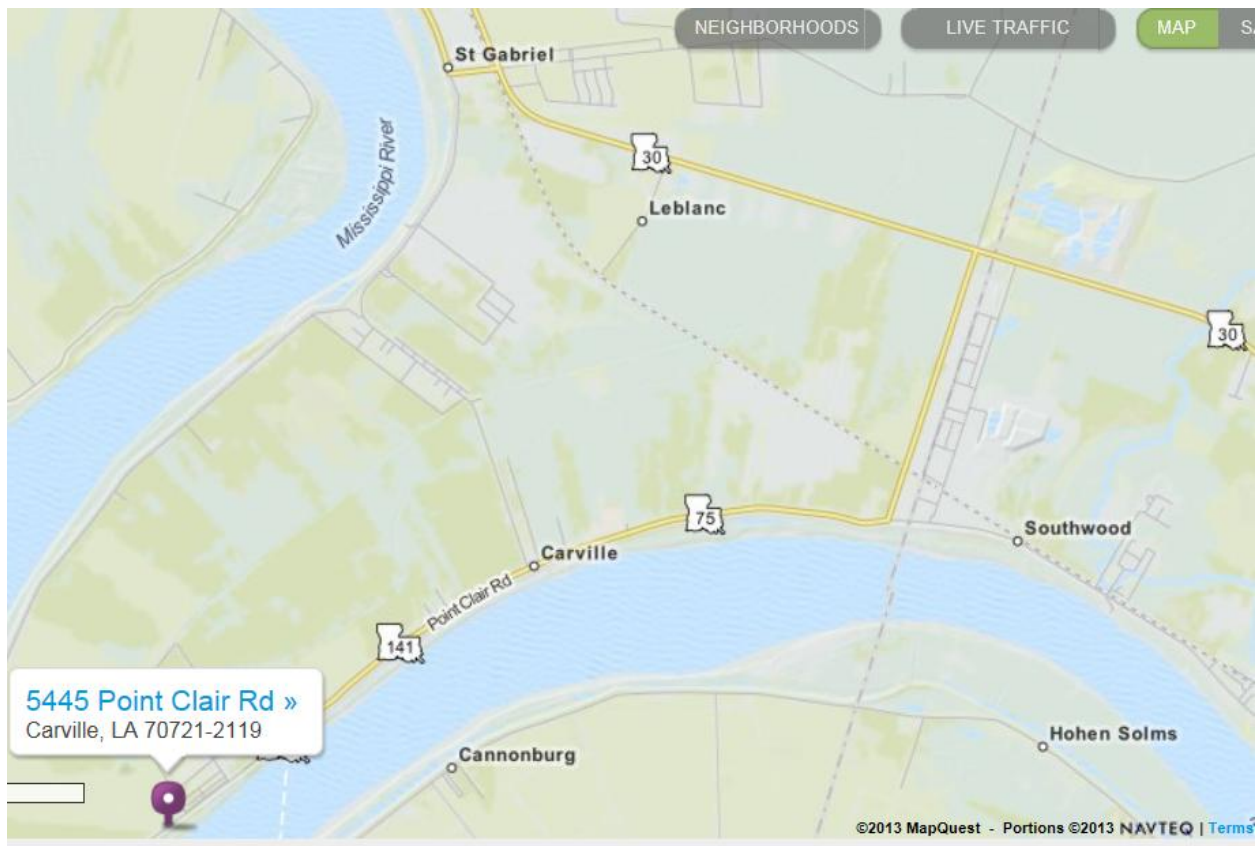 NEIGHBORHOODS
LIVE TRAFFIC
MAP
St Gabriel
Mississippi River
30
Leblanc
30
75
Southwood
Carville
Point Clair Rd
141
5445 Point Clair Rd »
Carville, LA 70721-2119
Hohen Solms
Cannonburg
©2013 MapQuest - Portions ©2013 NAVTEQ | Terms